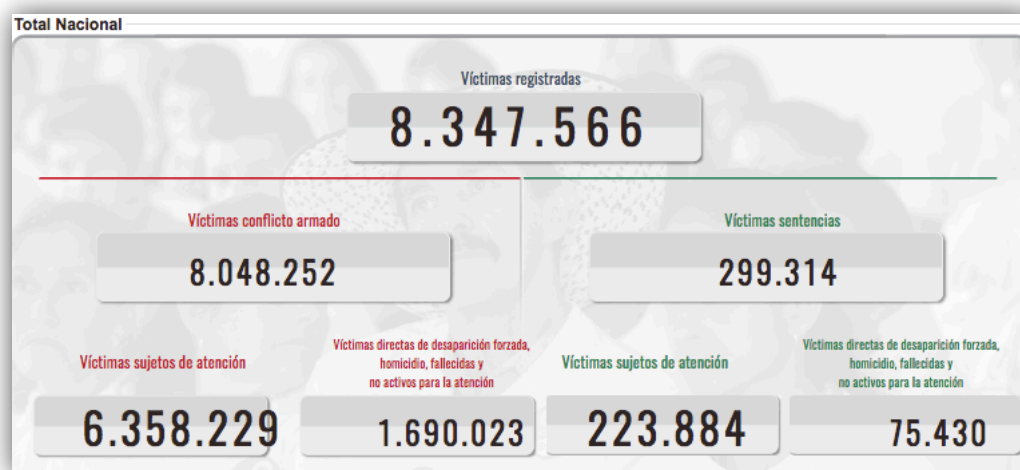 Total Nacional
Víctimas registradas
8.347.566
Víctimas conflicto armado
8.048.252
Víctimas sentencias
299.314
Víctimas sujetos de atención
6.358.229
Víctimas directas de desaparición forzada,
homicidio, fallecidas y
no activos para la atención
1.690.023
Víctimas sujetos de atención
223.884
Víctimas directas de desaparición forzada,
homicidio, fallecidas y
no activos para la atención
75.430